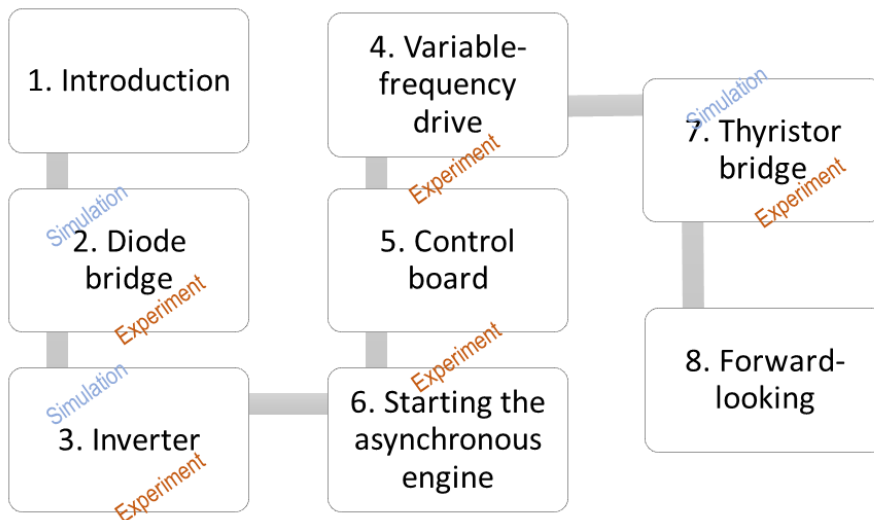 1. Introduction
Simulation
2. Diode
bridge
Experiment
Simulation
3. Inverter
Experiment
4. Variable-
frequency
drive
Experiment
5. Control
board
Experiment
6. Starting the
asynchronous
engine
Simulation
7. Thyristor
bridge
Experiment
8. Forward-
looking